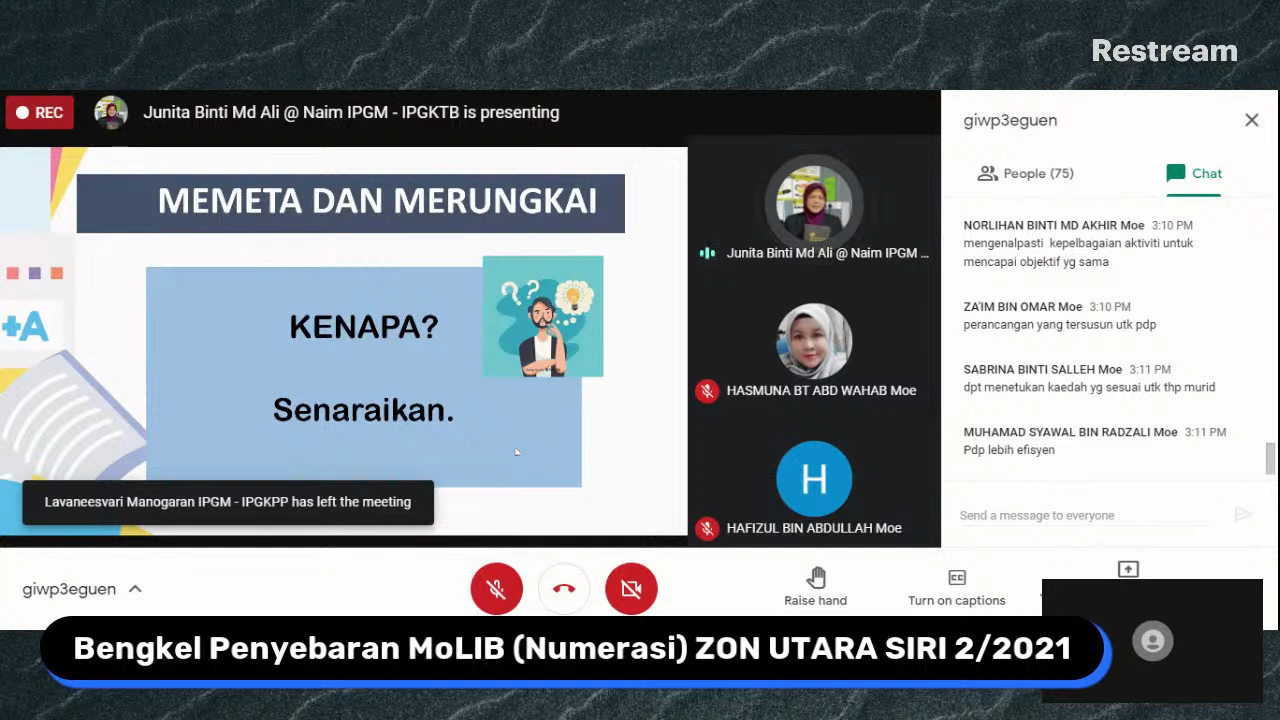 Restream
REC
Junita Binti Md Ali @ Naim IPGM - IPGKTB is presenting
MEMETA DAN MERUNGKAI
+A
KENAPA?
Senaraikan.
Lavaneesvari Manogaran IPGM - IPGKPP has left the meeting
Junita Binti Md Ali @ Naim IPGM ...
HASMUNA BT ABD WAHAB Moe
H
HAFIZUL BIN ABDULLAH Moe
giwp3eguen
People (75)
Chat
NORLIHAN BINTI MD AKHIR Moe 3:10 PM
mengenalpasti kepelbagaian aktiviti untuk
mencapai objektif yg sama
ZA'IM BIN OMAR Moe 3:10 PM
perancangan yang tersusun utk pdp
SABRINA BINTI SALLEH Moe 3:11 PM
dpt menetukan kaedah yg sesuai utk thp murid
MUHAMAD SYAWAL BIN RADZALI Moe 3:11 PM
Pdp lebih efisyen
Send a message to everyone
giwp3eguen
Raise hand
CC
Turn on captions
Bengkel Penyebaran MoLIB (Numerasi) ZON UTARA SIRI 2/2021